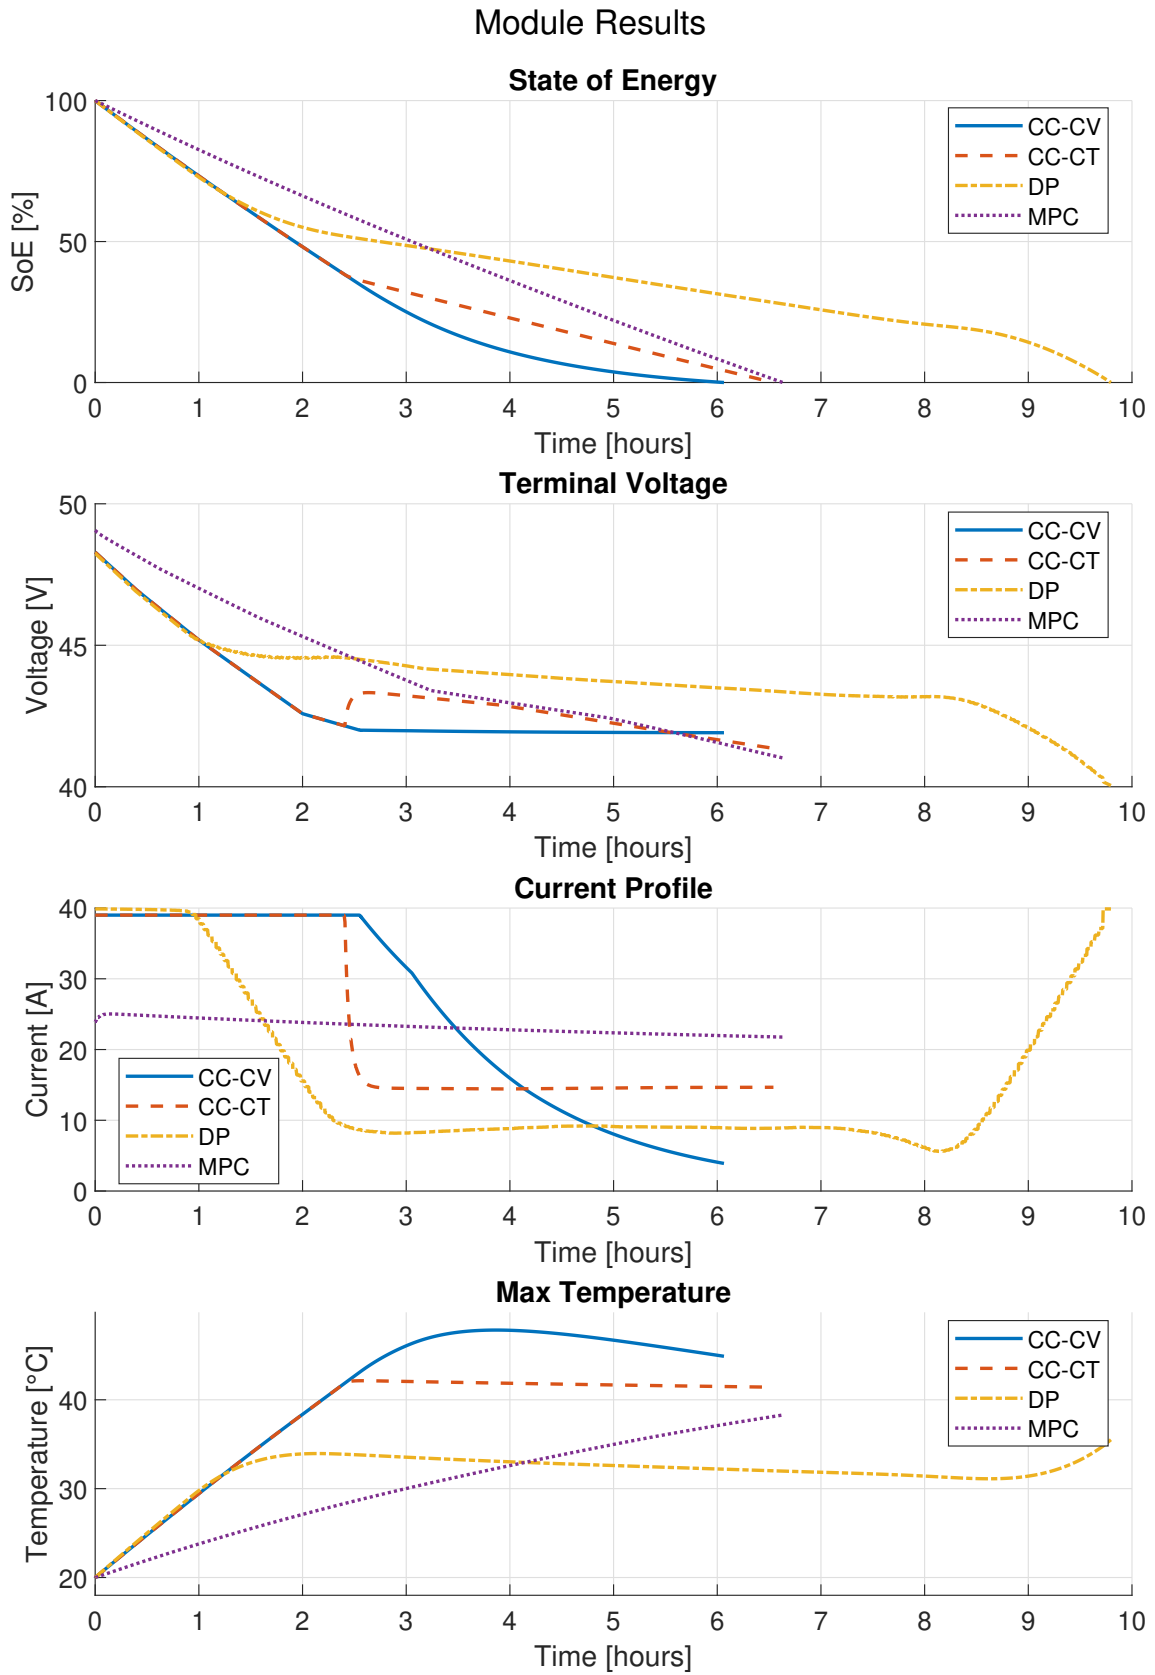 Module Results
State of Energy
100
50
0
SoE [%]
CC-CV
CC-CT
DP
MPC
0 1 2 3 4 5 6 7 8 9 10
Time [hours]
Terminal Voltage
50
45
40
Voltage [V]
CC-CV
CC-CT
DP
MPC
0 1 2 3 4 5 6 7 8 9 10
Time [hours]
Current Profile
40
30
20
10
0
Current [A]
CC-CV
CC-CT
DP
MPC
0 1 2 3 4 5 6 7 8 9 10
Time [hours]
Max Temperature
40
30
20
Temperature [°C]
CC-CV
CC-CT
DP
MPC
0 1 2 3 4 5 6 7 8 9 10
Time [hours]